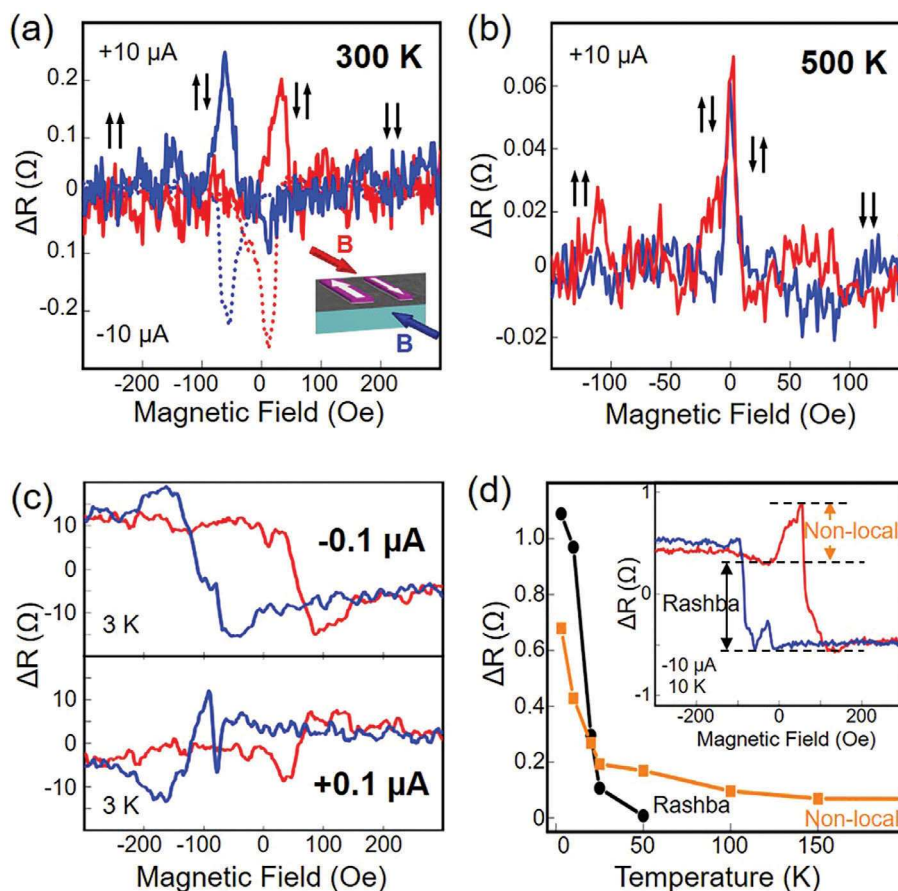 (a)
+10 µA
300 K
0.2
0.1
0
0.1
-0.2
ΔR (Ω)
-10 µA
B
B
-200 -100 0 100 200
Magnetic Field (Oe)
(b)
+10 µA
500 K
0.06
0.04
0.02
0
-0.02
ΔR (Ω)
-100 -50 0 50 100
Magnetic Field (Oe)
(c)
10
0
-10
-0.1 µA
3 K
ΔR (Ω)
10
0
-10
+0.1 µA
3 K
-200 -100 0 100 200
Magnetic Field (Oe)
(d)
1.0
0.8
0.6
0.4
0.2
0
ΔR (Ω)
Rashba
Non-local
0 50 100 150
Temperature (K)
1
0
-1
ΔR (Ω)
Non-local
Rashba
-10 µA
10 K
-200 0 200
Magnetic Field (Oe)